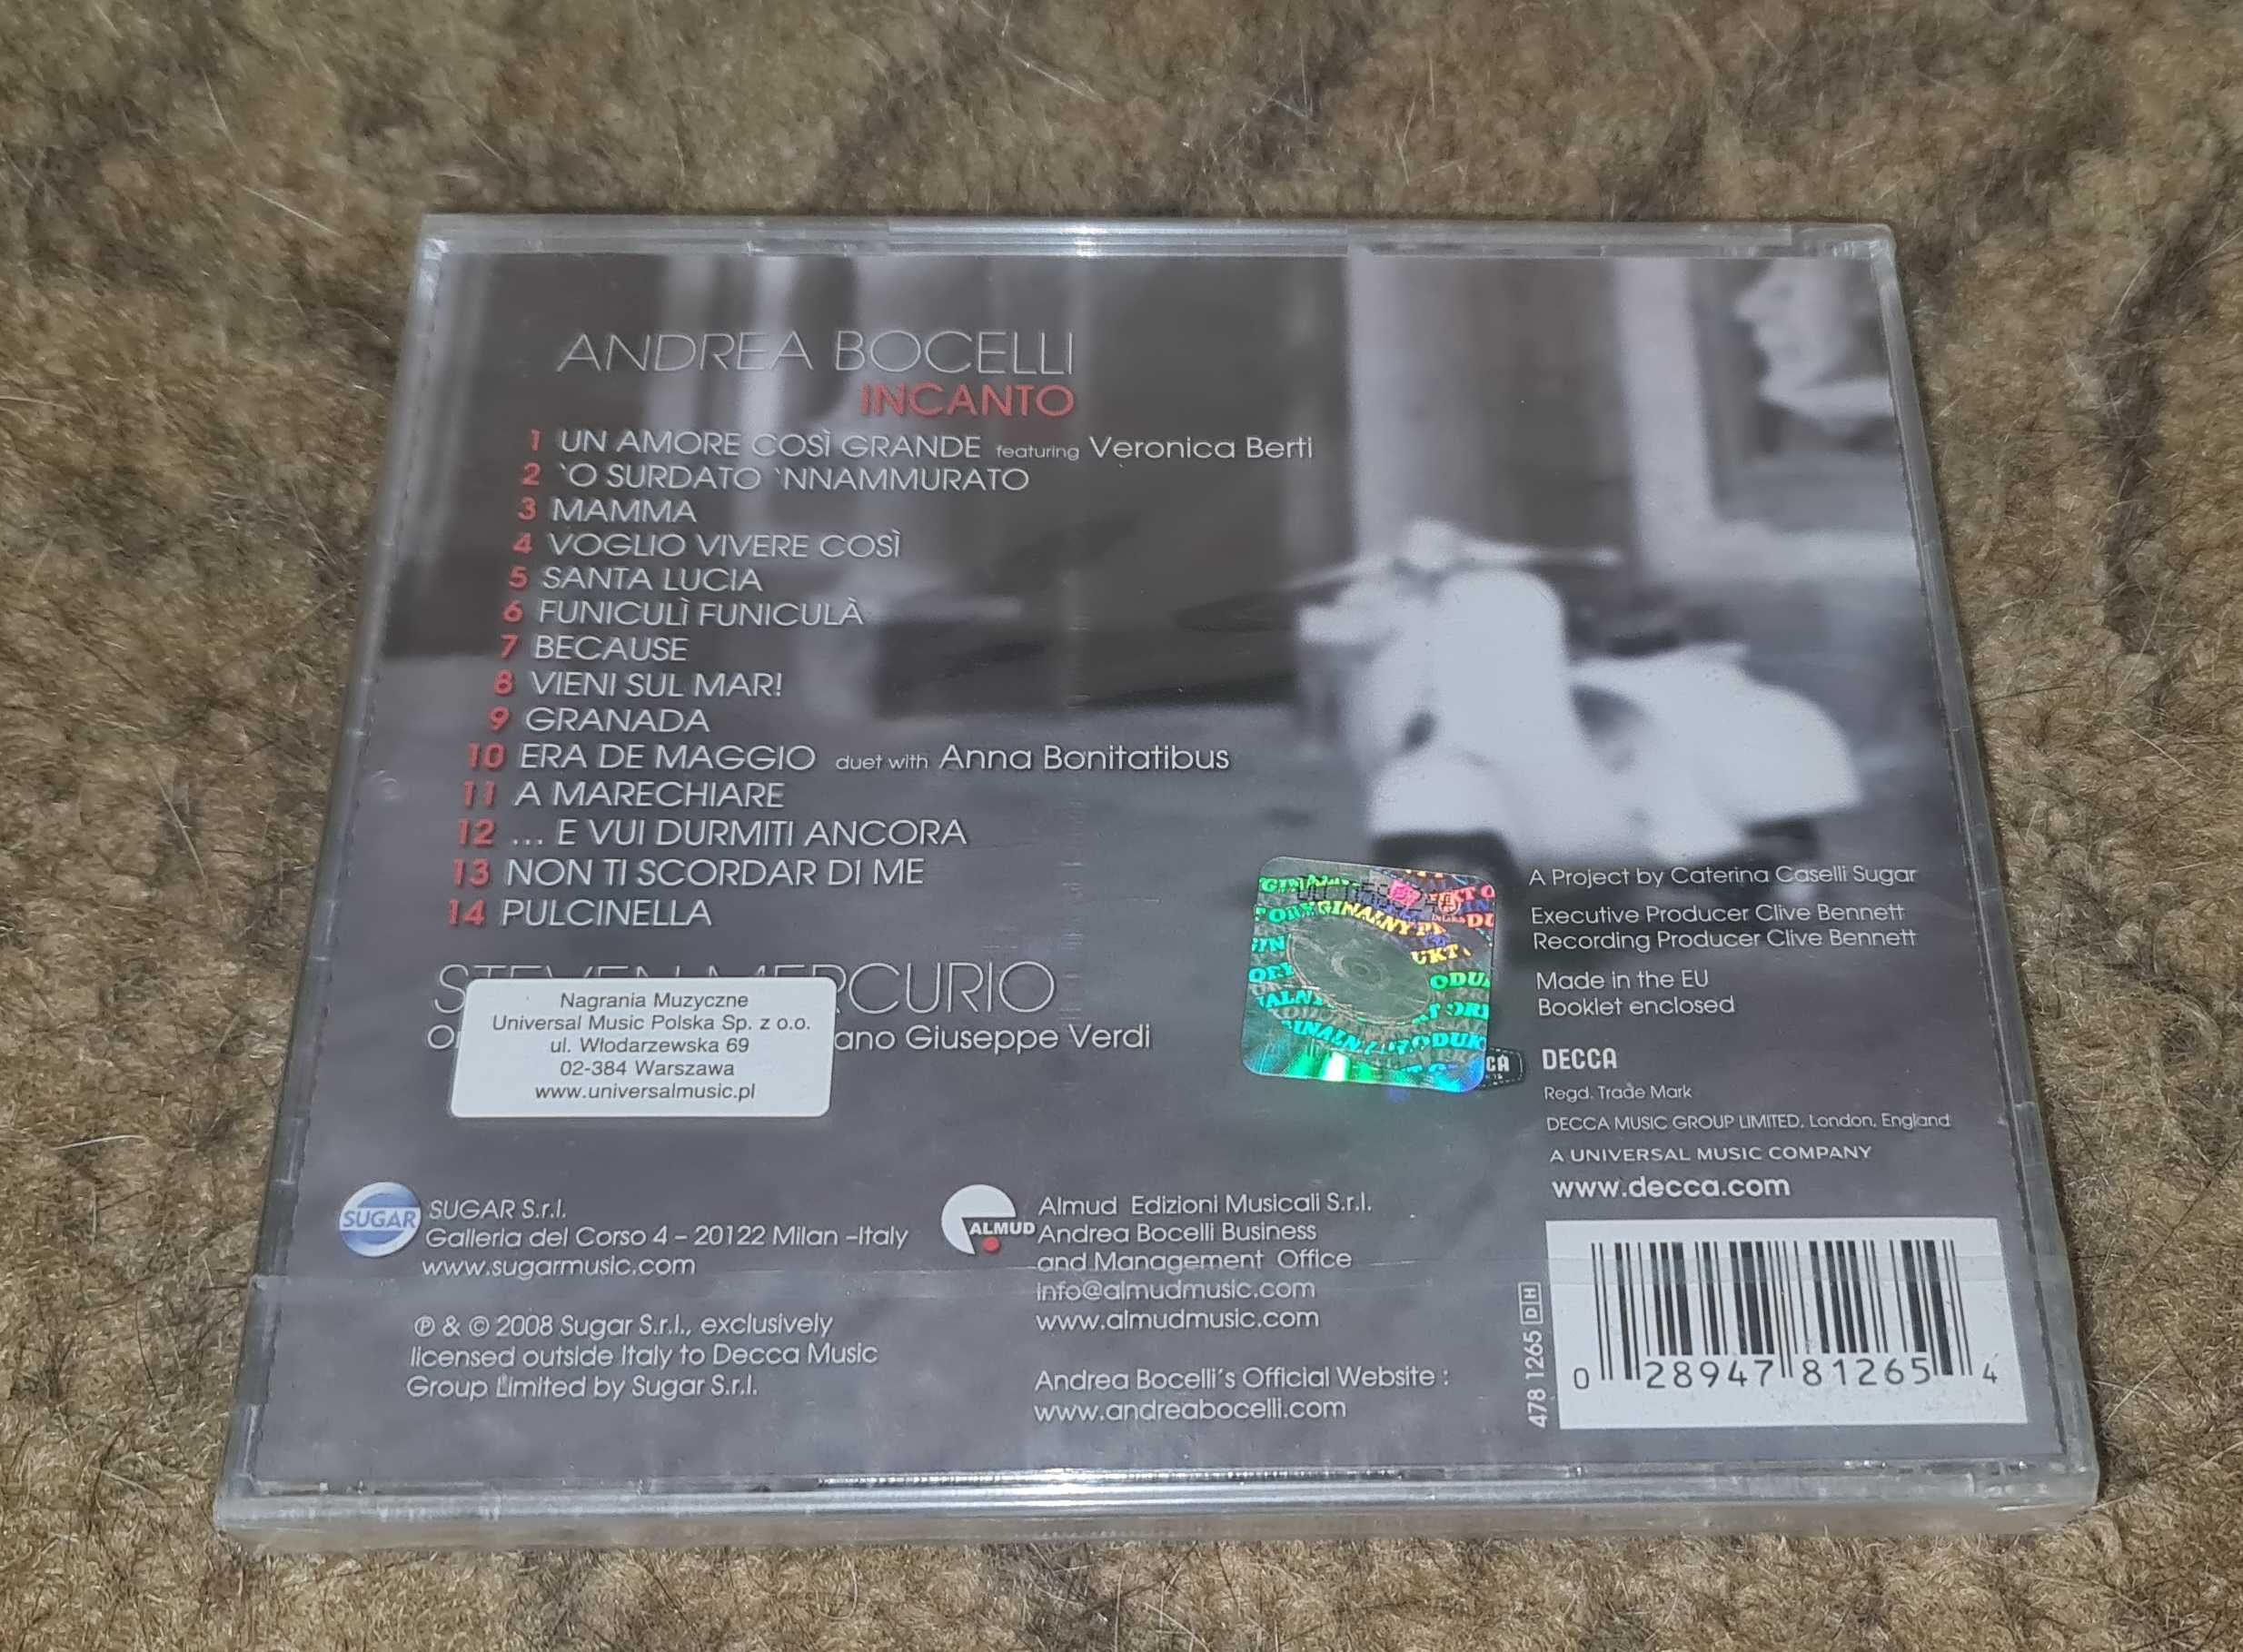 ANDREA BOCELLI
INCANTO
1 UN AMORE COSÌ GRANDE featuring Veronica Berti
2 ‘O SURDATO ‘NNAMMURATO
3 MAMMA
4 VOGLIO VIVERE COSÌ
5 SANTA LUCIA
6 FUNICULÌ FUNICULÀ
7 BECAUSE
8 VIENI SUL MAR!
9 GRANADA
10 ERA DE MAGGIO duet with Anna Bonitatibus
11 A MARECHIARE
12 ... E VUI DURMITI ANCORA
13 NON TI SCORDAR DI ME
14 PULCINELLA
STEVEN MERCURIO
Giuseppe Verdi
Nagrania Muzyczne
Universal Music Polska Sp. z o.o.
ul. Włodarzewska 69
02-384 Warszawa
www.universalmusic.pl
ORYGINALNY PRODUKT
A Project by Caterina Caselli Sugar
Executive Producer Clive Bennett
Recording Producer Clive Bennett
Made in the EU
Booklet enclosed
DECCA
Regd. Trade Mark
DECCA MUSIC GROUP LIMITED, London, England
A UNIVERSAL MUSIC COMPANY
www.decca.com
SUGAR
SUGAR S.r.l.
Galleria del Corso 4 – 20122 Milan –Italy
www.sugarmusic.com
℗ & © 2008 Sugar S.r.l., exclusively
licensed outside Italy to Decca Music
Group Limited by Sugar S.r.l.
ALMUD
Almud Edizioni Musicali S.r.l.
Andrea Bocelli Business
and Management Office
info@almudmusic.com
www.almudmusic.com
Andrea Bocelli's Official Website :
www.andreabocelli.com
478 1265 DH
0 28947 81265 4